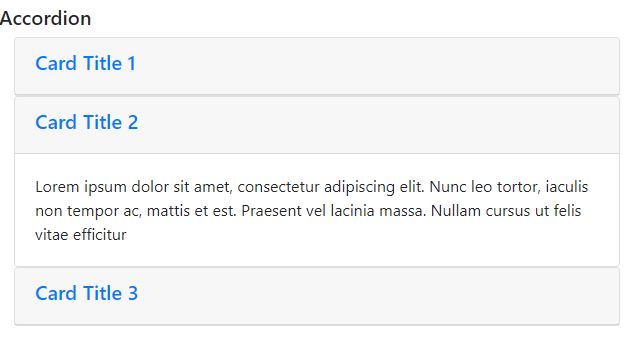 Accordion
Card Title 1
Card Title 2
Lorem ipsum dolor sit amet, consectetur adipiscing elit. Nunc leo tortor, iaculis
non tempor ac, mattis et est. Praesent vel lacinia massa. Nullam cursus ut felis
vitae efficitur
Card Title 3